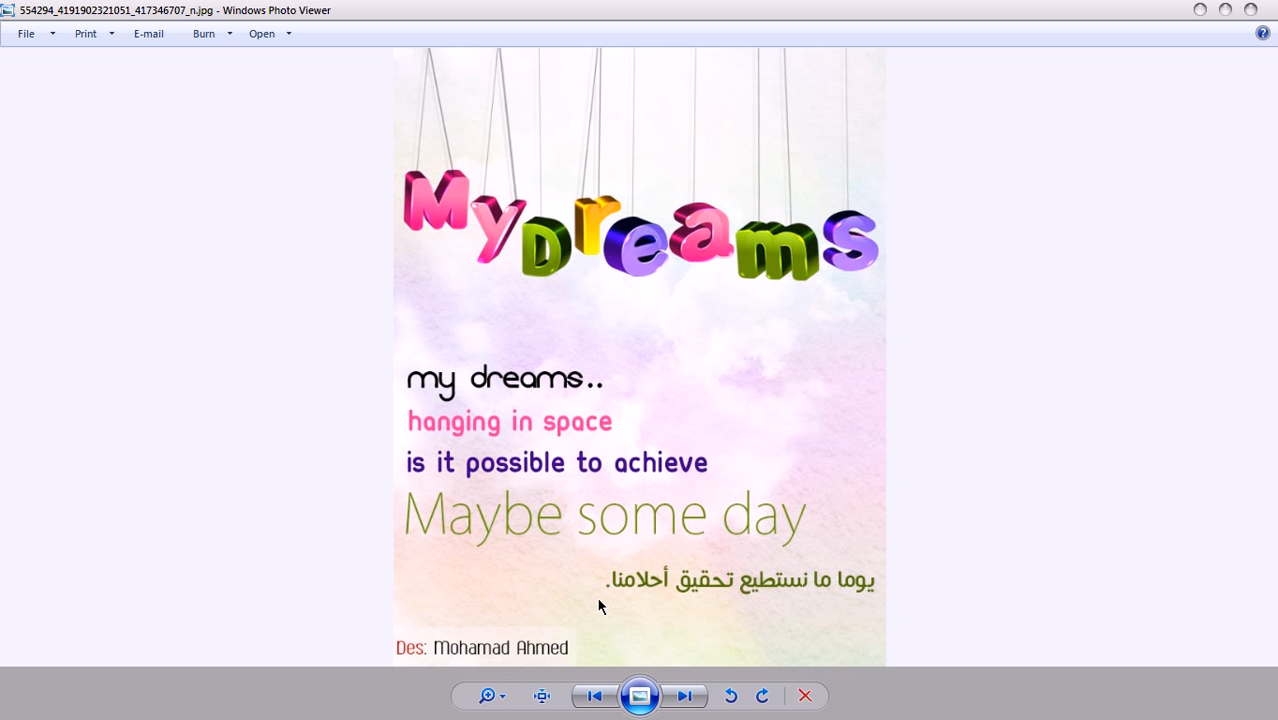 554294_4191902321051_417346707_n.jpg - Windows Photo Viewer
File Print E-mail Burn Open
My Dreams
my dreams..
hanging in space
is it possible to achieve
Maybe some day
يوما ما نستطيع تحقيق أحلامنا.
Des: Mohamad Ahmed